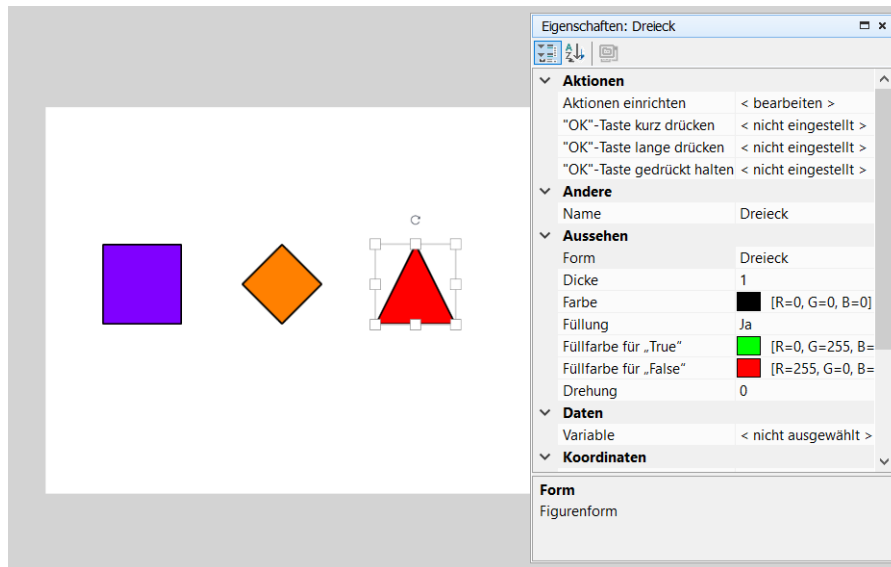 Eigenschaften: Dreieck
Aktionen
Aktionen einrichten < bearbeiten >
"OK"-Taste kurz drücken < nicht eingestellt >
"OK"-Taste lange drücken < nicht eingestellt >
"OK"-Taste gedrückt halten < nicht eingestellt >
Andere
Name Dreieck
Aussehen
Form Dreieck
Dicke 1
Farbe [R=0, G=0, B=0]
Füllung Ja
Füllfarbe für „True“ [R=0, G=255, B=
Füllfarbe für „False“ [R=255, G=0, B=
Drehung 0
Daten
Variable < nicht ausgewählt >
Koordinaten
Form
Figurenform